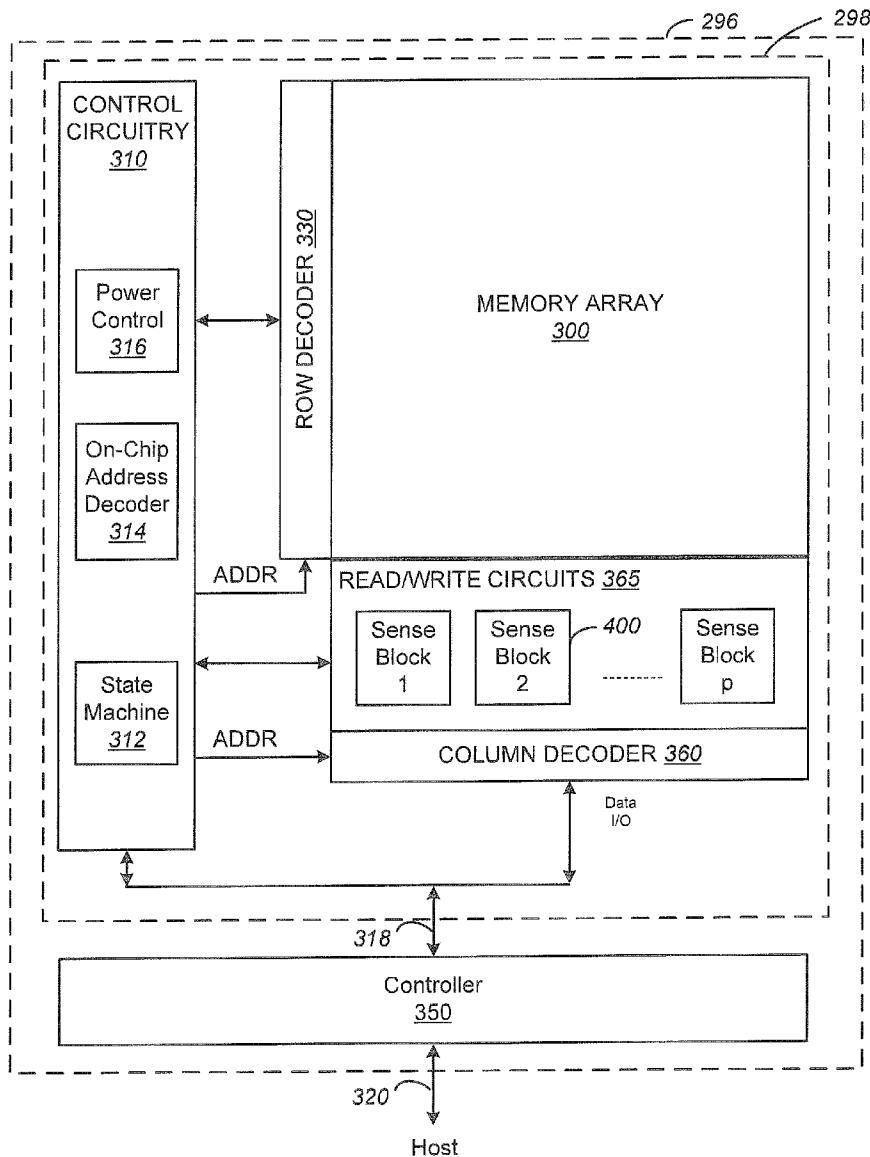 296
298
CONTROL
CIRCUITRY
310
Power
Control
316
On-Chip
Address
Decoder
314
State
Machine
312
ROW DECODER 330
MEMORY ARRAY
300
ADDR
READ/WRITE CIRCUITS 365
Sense
Block
1
Sense
Block
2
400
Sense
Block
p
ADDR
COLUMN DECODER 360
Data
I/O
318
Controller
350
320
Host